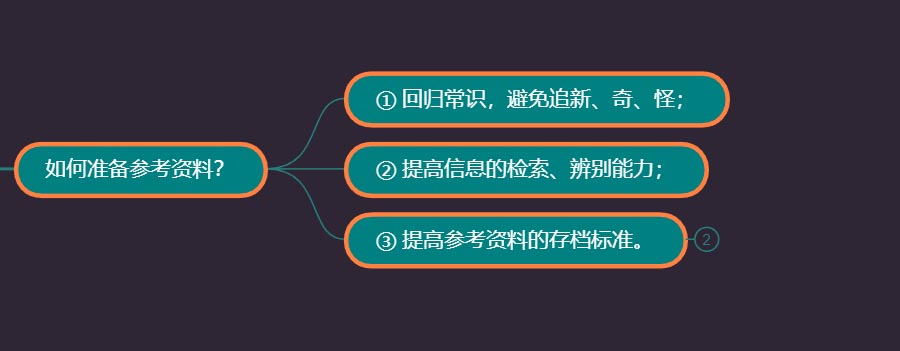 如何准备参考资料？
① 回归常识，避免追新、奇、怪；
② 提高信息的检索、辨别能力；
③ 提高参考资料的存档标准。
2